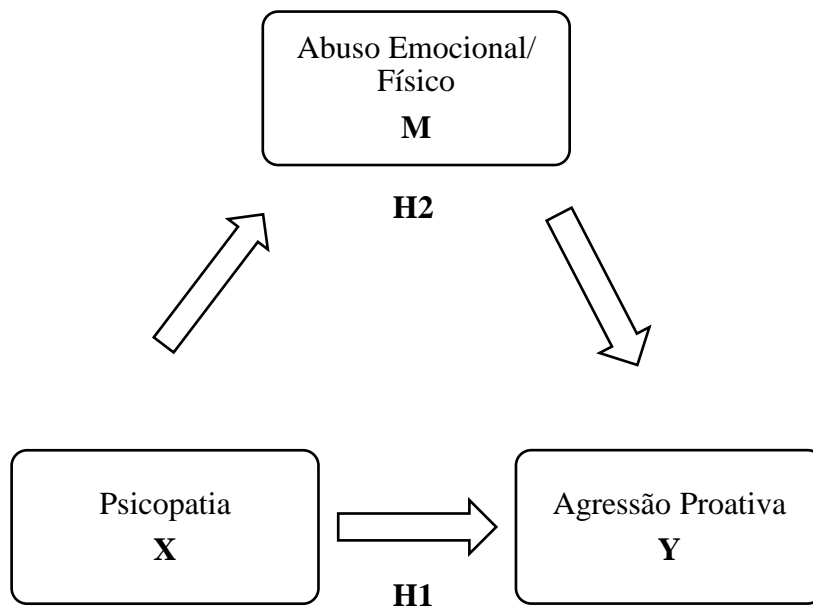 Abuso Emocional/
Físico
M
H2
Psicopatia
X
Agressão Proativa
Y
H1